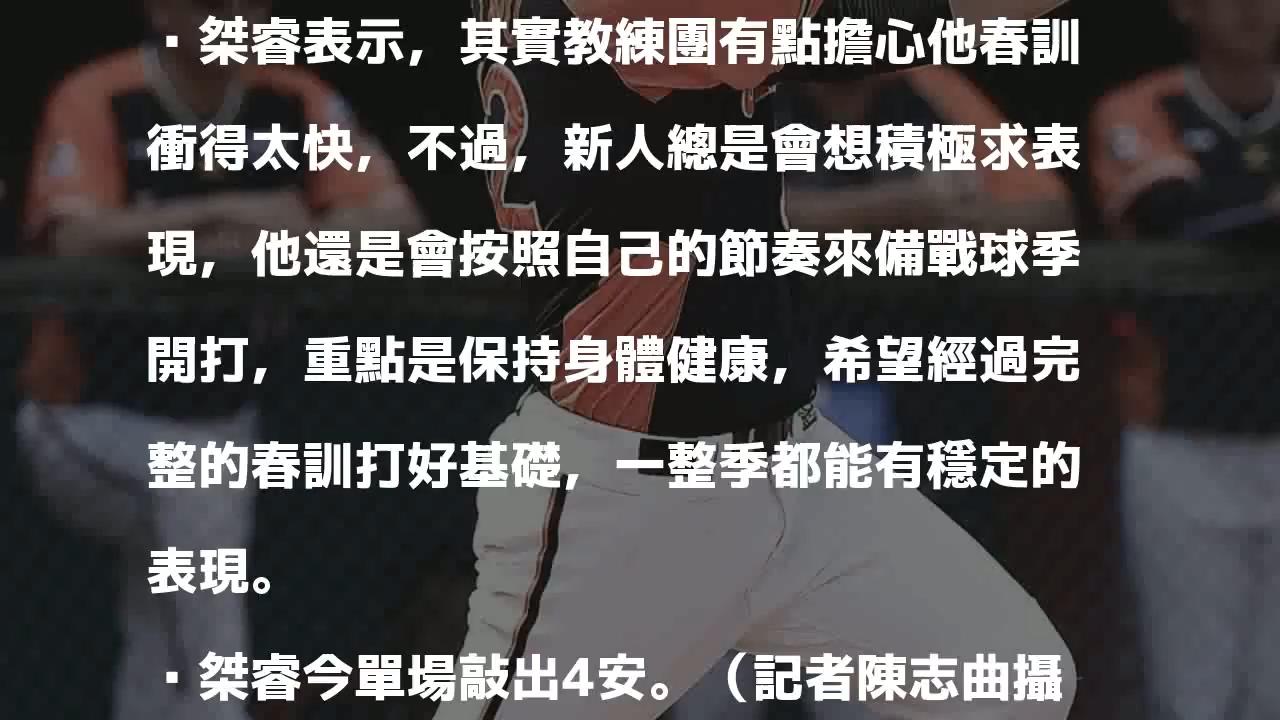 ▪桀睿表示，其實教練團有點擔心他春訓
衝得太快，不過，新人總是會想積極求表
現，他還是會按照自己的節奏來備戰球季
開打，重點是保持身體健康，希望經過完
整的春訓打好基礎，一整季都能有穩定的
表現。
▪桀睿今單場敲出4安。（記者陳志曲攝